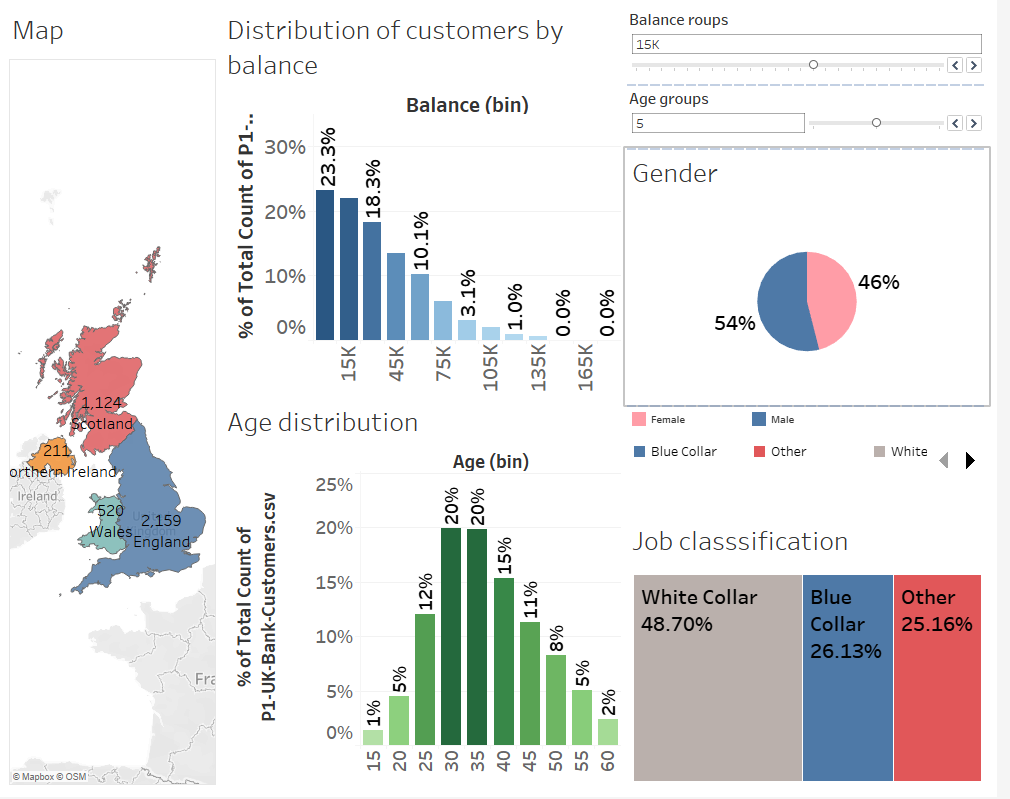 Map
1,124
Scotland
211
orthern Ireland
Ireland
520
Wales
2,159
England
Fra
© Mapbox © OSM
Distribution of customers by
balance
Balance (bin)
% of Total Count of P1-..
30%
20%
10%
0%
23.3%
18.3%
10.1%
3.1%
1.0%
0.0%
0.0%
15K
45K
75K
105K
135K
165K
Age distribution
Age (bin)
% of Total Count of
P1-UK-Bank-Customers.csv
25%
20%
15%
10%
5%
0%
1%
5%
12%
20%
20%
15%
11%
8%
5%
2%
15
20
25
30
35
40
45
50
55
60
Balance roups
15K
Age groups
5
Gender
46%
54%
Female
Male
Blue Collar
Other
White
Job classsification
White Collar
48.70%
Blue
Collar
26.13%
Other
25.16%